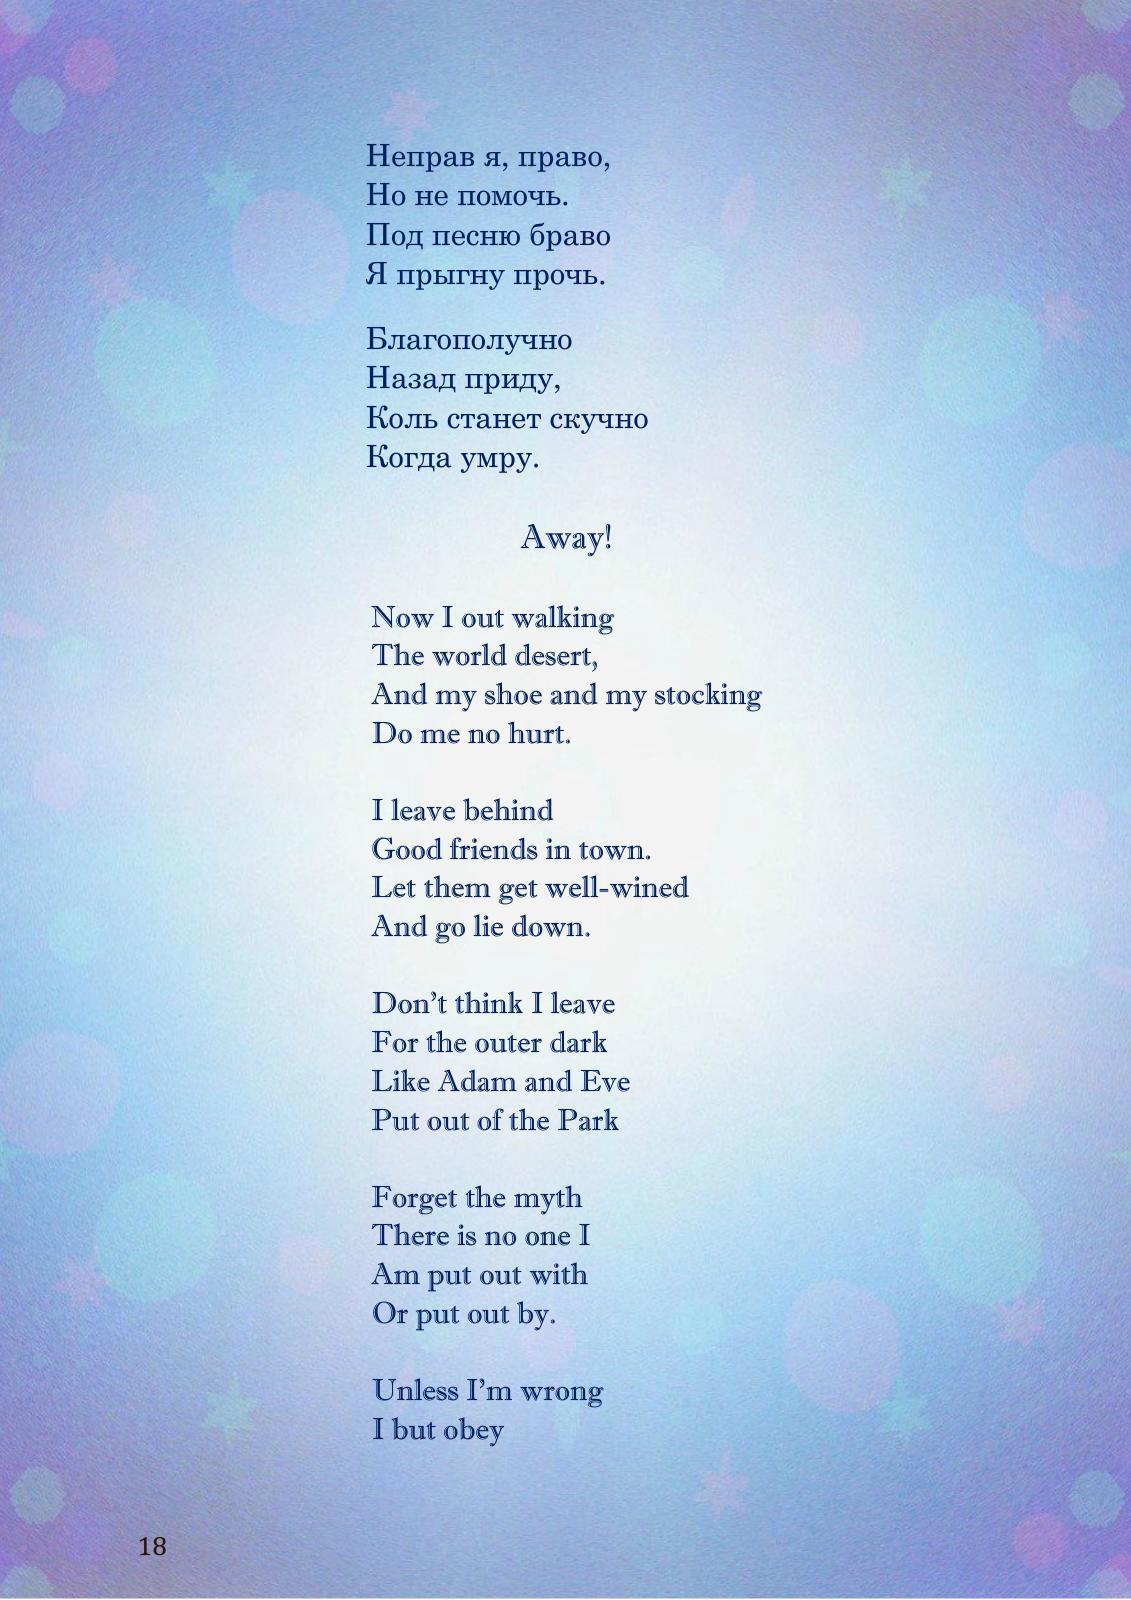 Неправ я, право,
Но не помочь.
Под песню браво
Я прыгну прочь.
Благополучно
Назад приду,
Коль станет скучно
Когда умру.
Away!
Now I out walking
The world desert,
And my shoe and my stocking
Do me no hurt.
I leave behind
Good friends in town.
Let them get well-wined
And go lie down.
Don’t think I leave
For the outer dark
Like Adam and Eve
Put out of the Park
Forget the myth
There is no one I
Am put out with
Or put out by.
Unless I’m wrong
I but obey
18